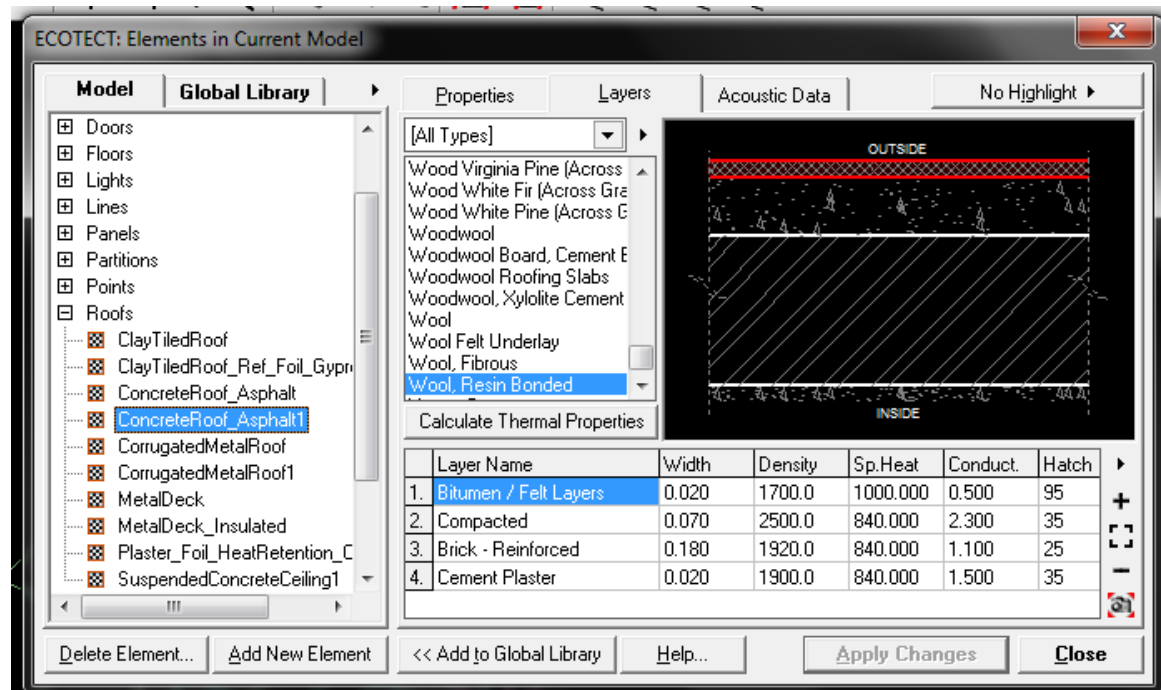 ECOTECT: Elements in Current Model
Model Global Library
Doors
Floors
Lights
Lines
Panels
Partitions
Points
Roofs
ClayTiledRoof
ClayTiledRoof_Ref_Foil_Gypr
ConcreteRoof_Asphalt
ConcreteRoof_Asphalt1
CorrugatedMetalRoof
CorrugatedMetalRoof1
MetalDeck
MetalDeck_Insulated
Plaster_Foil_HeatRetention_C
SuspendedConcreteCeiling1
Properties Layers Acoustic Data No Highlight
[All Types]
Wood Virginia Pine (Across
Wood White Fir (Across Gra
Wood White Pine (Across G
Woodwool
Woodwool Board, Cement B
Woodwool Roofing Slabs
Woodwool, Xylolite Cement
Wool
Wool Felt Underlay
Wool, Fibrous
Wool, Resin Bonded
Calculate Thermal Properties
OUTSIDE
INSIDE
Layer Name Width Density Sp.Heat Conduct. Hatch
1. Bitumen / Felt Layers 0.020 1700.0 1000.000 0.500 95
2. Compacted 0.070 2500.0 840.000 2.300 35
3. Brick - Reinforced 0.180 1920.0 840.000 1.100 25
4. Cement Plaster 0.020 1900.0 840.000 1.500 35
Delete Element... Add New Element << Add to Global Library Help... Apply Changes Close